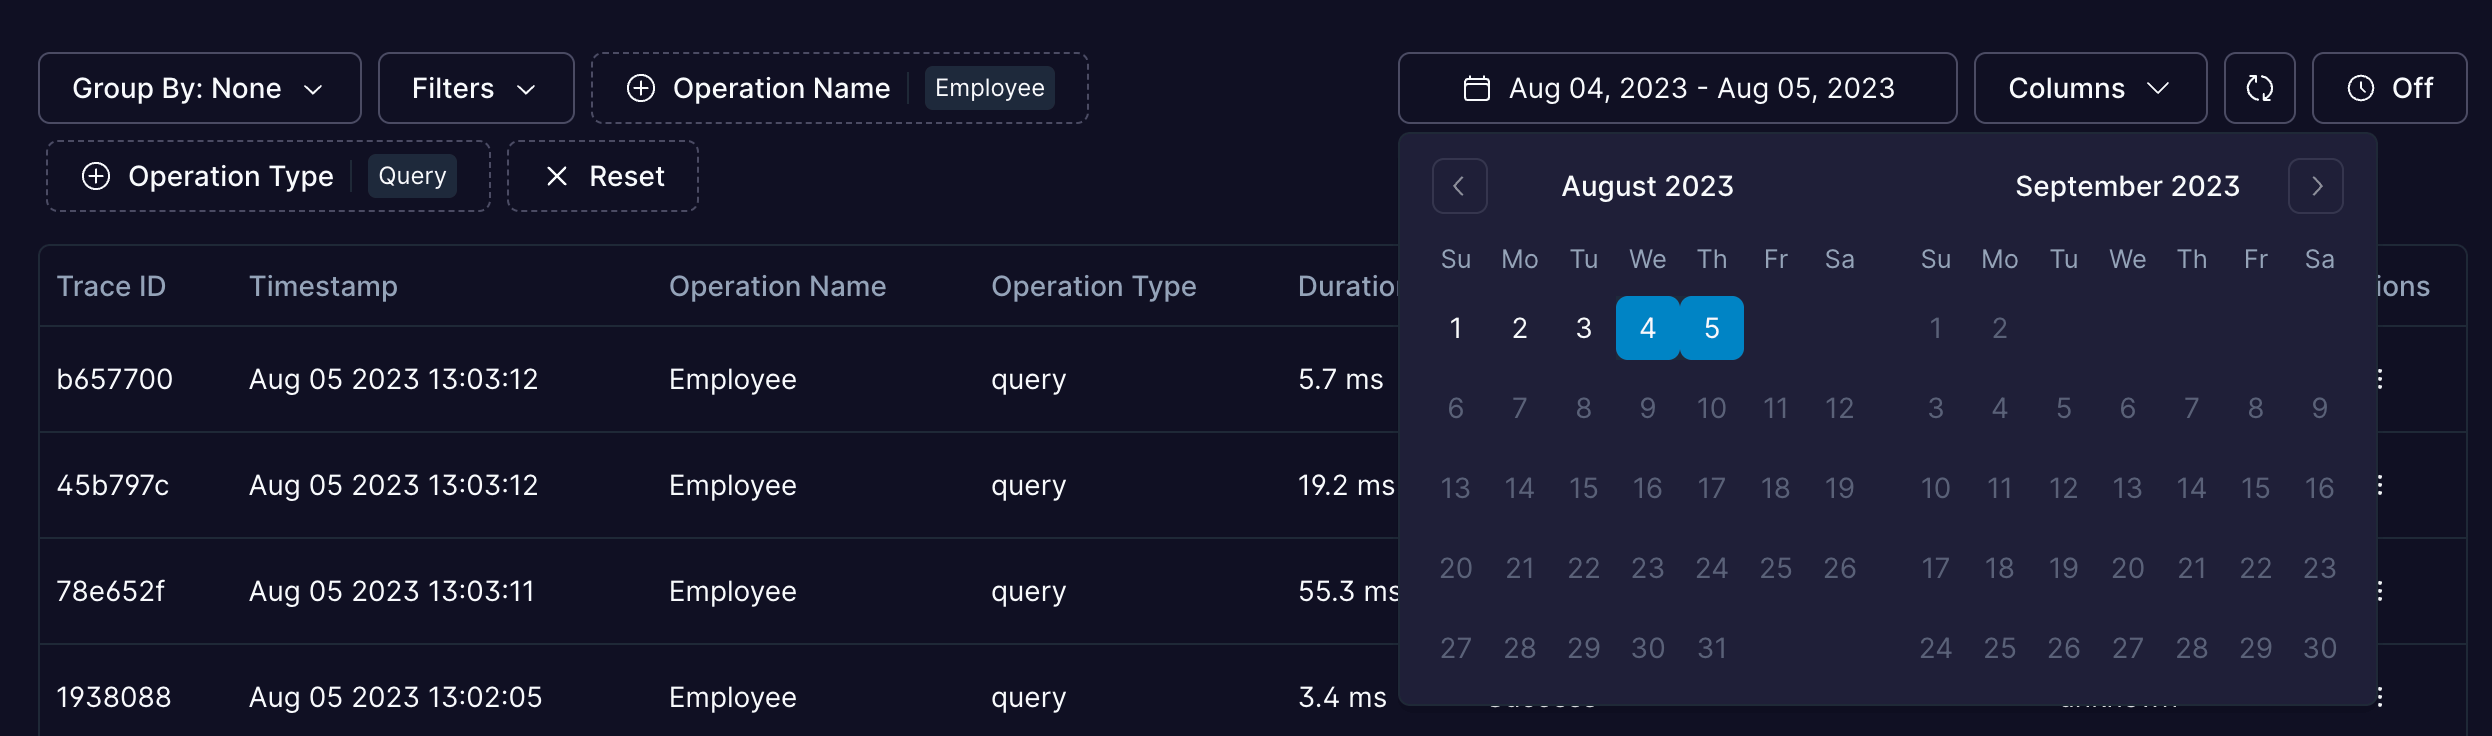 Group By: None
Filters
Operation Name
Employee
Aug 04, 2023 - Aug 05, 2023
Columns
Off
Operation Type
Query
Reset
August 2023
September 2023
Su Mo Tu We Th Fr Sa
Su Mo Tu We Th Fr Sa
1 2 3 4 5
1 2
6 7 8 9 10 11 12
3 4 5 6 7 8 9
13 14 15 16 17 18 19
10 11 12 13 14 15 16
20 21 22 23 24 25 26
17 18 19 20 21 22 23
27 28 29 30 31
24 25 26 27 28 29 30
Trace ID Timestamp Operation Name Operation Type
b657700 Aug 05 2023 13:03:12 Employee query 5.7 ms
45b797c Aug 05 2023 13:03:12 Employee query 19.2 ms
78e652f Aug 05 2023 13:03:11 Employee query 55.3 ms
1938088 Aug 05 2023 13:02:05 Employee query 3.4 ms